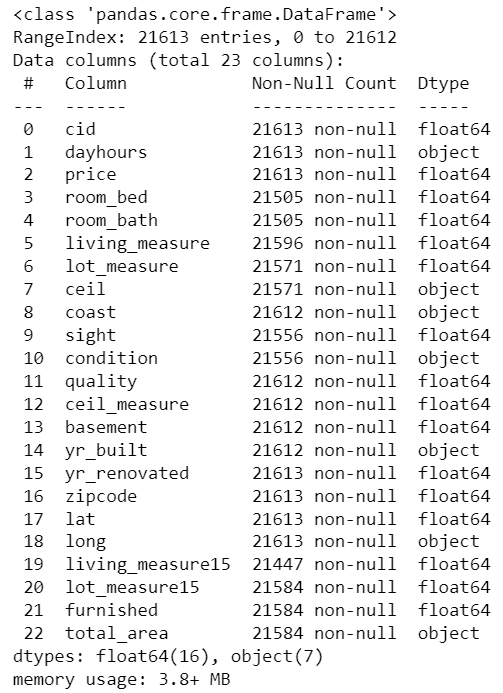 <class 'pandas.core.frame.DataFrame'>
RangeIndex: 21613 entries, 0 to 21612
Data columns (total 23 columns):
 #   Column            Non-Null Count  Dtype
---  ------            --------------  -----
 0   cid               21613 non-null  float64
 1   dayhours          21613 non-null  object
 2   price             21613 non-null  float64
 3   room_bed          21505 non-null  float64
 4   room_bath         21505 non-null  float64
 5   living_measure    21596 non-null  float64
 6   lot_measure       21571 non-null  float64
 7   ceil              21571 non-null  object
 8   coast             21612 non-null  object
 9   sight             21556 non-null  float64
 10  condition         21556 non-null  object
 11  quality           21612 non-null  float64
 12  ceil_measure      21612 non-null  float64
 13  basement          21612 non-null  float64
 14  yr_built          21612 non-null  object
 15  yr_renovated      21613 non-null  float64
 16  zipcode           21613 non-null  float64
 17  lat               21613 non-null  float64
 18  long              21613 non-null  object
 19  living_measure15  21447 non-null  float64
 20  lot_measure15     21584 non-null  float64
 21  furnished         21584 non-null  float64
 22  total_area        21584 non-null  object
dtypes: float64(16), object(7)
memory usage: 3.8+ MB